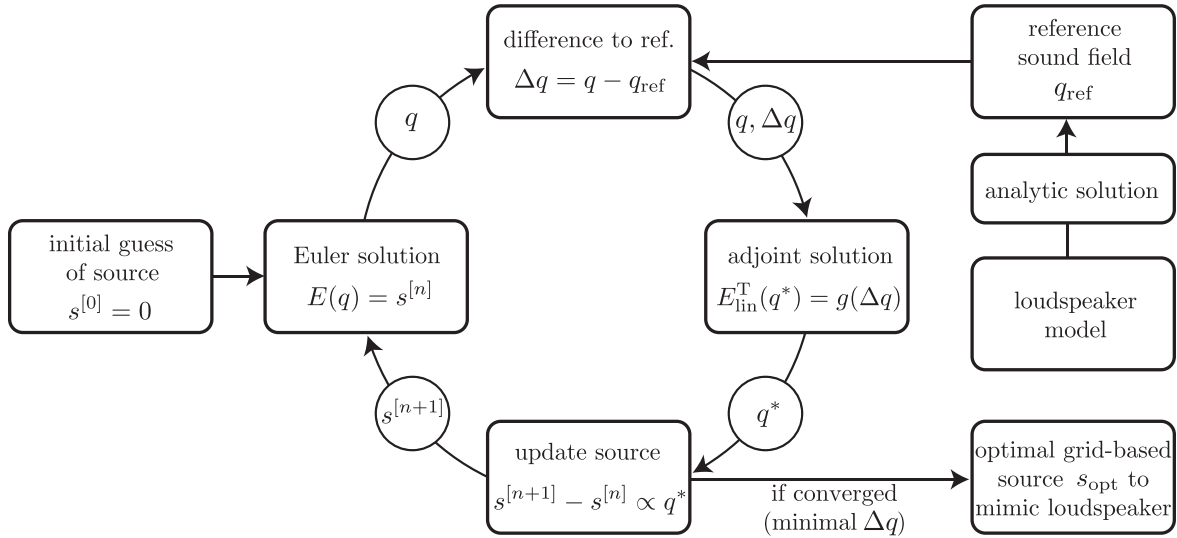 difference to ref.
Δq = q − q_ref
reference
sound field
q_ref
q
q, Δq
analytic solution
initial guess
of source
s^[0] = 0
Euler solution
E(q) = s^[n]
adjoint solution
E_lin^T(q*) = g(Δq)
loudspeaker
model
s^[n+1]
q*
update source
s^[n+1] − s^[n] ∝ q*
if converged
(minimal Δq)
optimal grid-based
source s_opt to
mimic loudspeaker